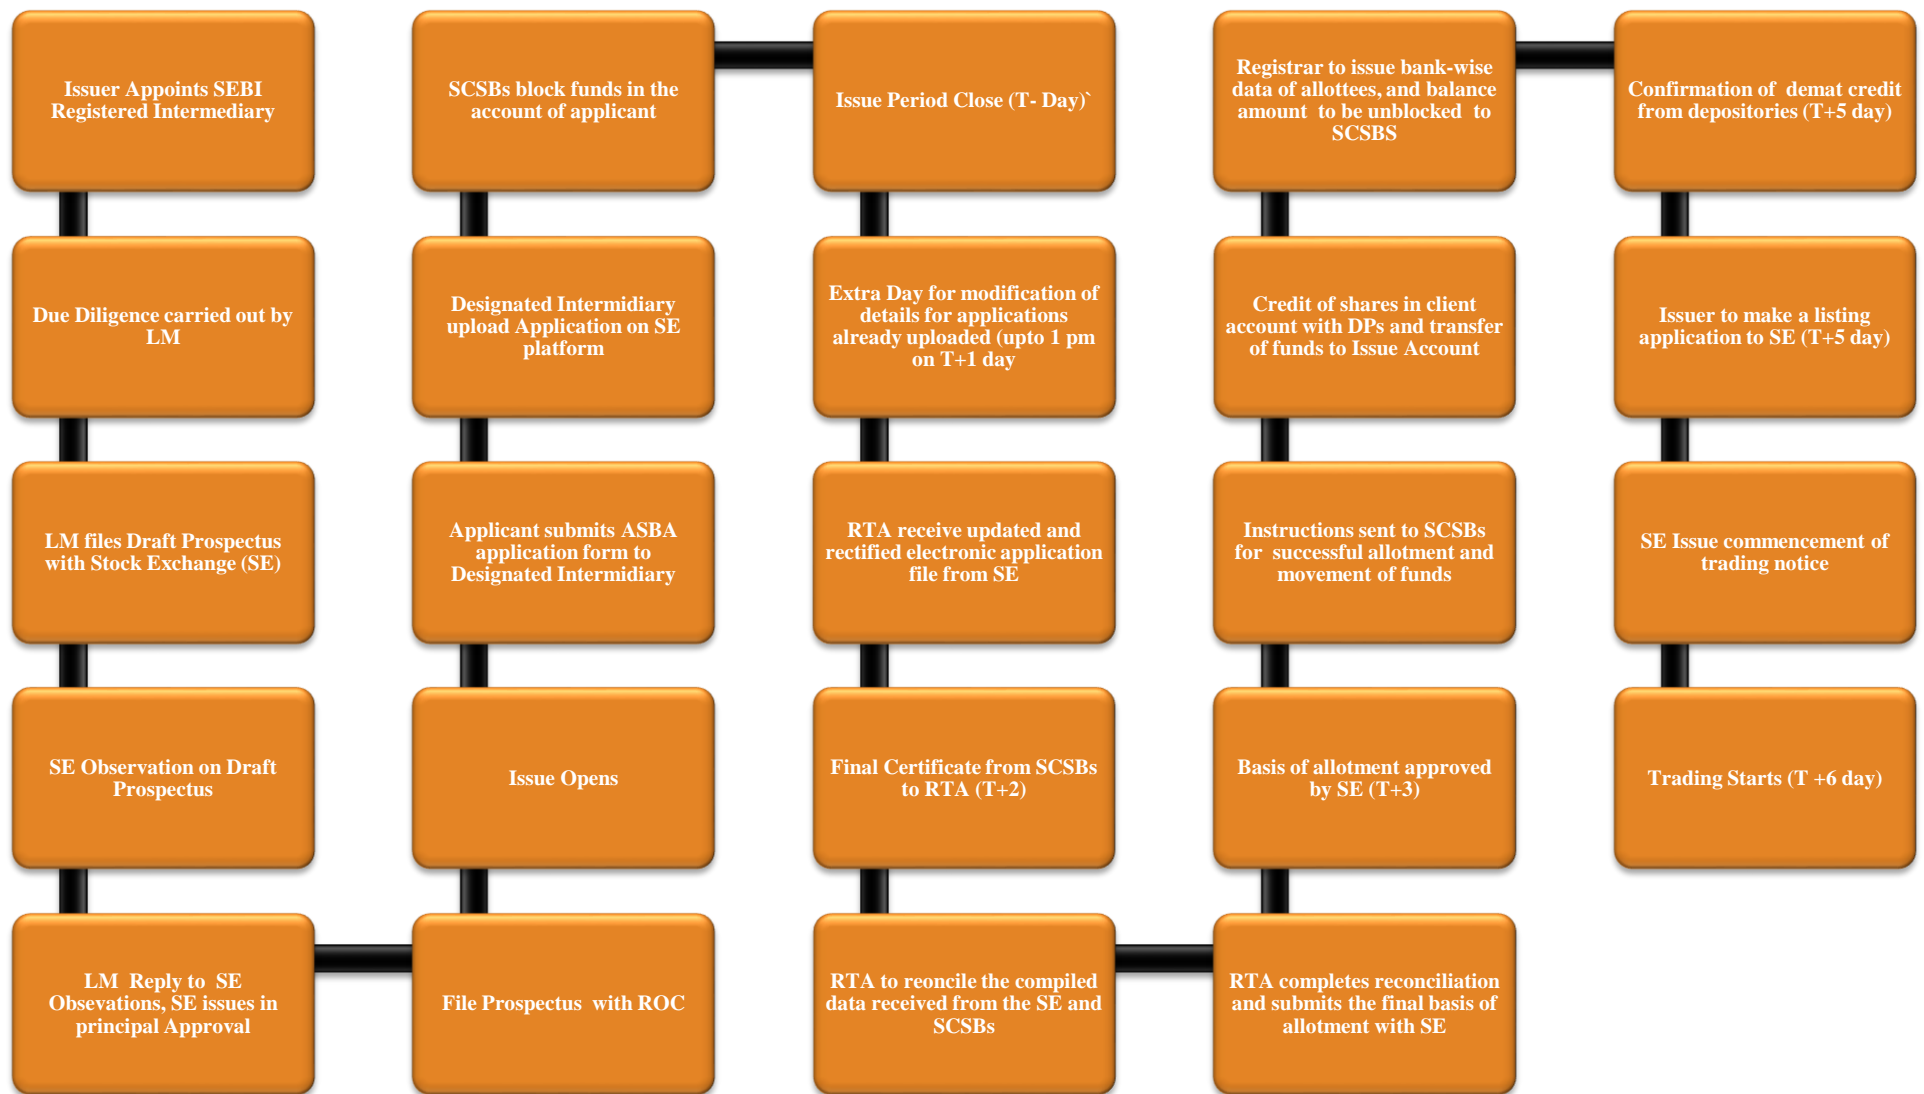 Issuer Appoints SEBI
Registered Intermediary
Due Diligence carried out by
LM
LM files Draft Prospectus
with Stock Exchange (SE)
SE Observation on Draft
Prospectus
LM Reply to SE
Obsevations, SE issues in
principal Approval
File Prospectus with ROC
Issue Opens
Applicant submits ASBA
application form to
Designated Intermidiary
Designated Intermidiary
upload Application on SE
platform
SCSBs block funds in the
account of applicant
Issue Period Close (T- Day)`
Extra Day for modification of
details for applications
already uploaded (upto 1 pm
on T+1 day
RTA receive updated and
rectified electronic application
file from SE
Final Certificate from SCSBs
to RTA (T+2)
RTA to reconcile the compiled
data received from the SE and
SCSBs
RTA completes reconciliation
and submits the final basis of
allotment with SE
Basis of allotment approved
by SE (T+3)
Instructions sent to SCSBs
for successful allotment and
movement of funds
Credit of shares in client
account with DPs and transfer
of funds to Issue Account
Registrar to issue bank-wise
data of allottees, and balance
amount to be unblocked to
SCSBS
Confirmation of demat credit
from depositories (T+5 day)
Issuer to make a listing
application to SE (T+5 day)
SE Issue commencement of
trading notice
Trading Starts (T +6 day)